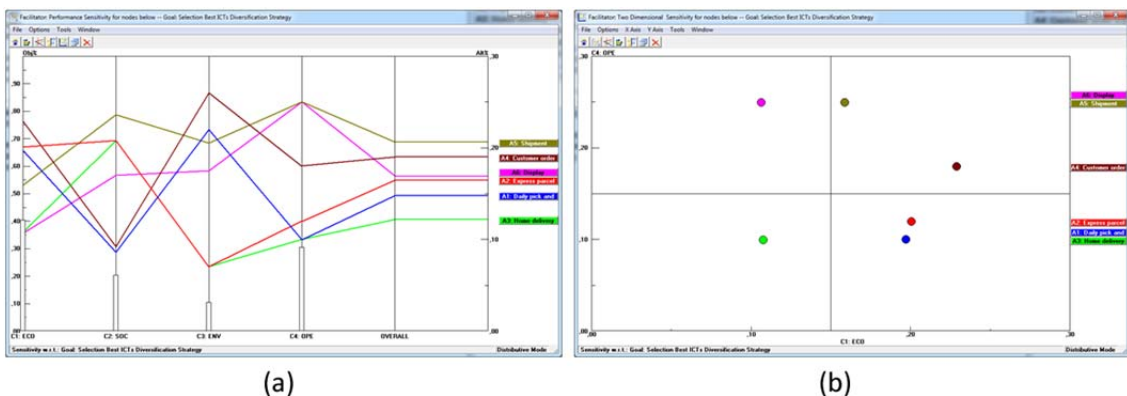 Facilitator: Performance Sensitivity for nodes below -- Goal: Selection Best ICTs Diversification Strategy
File Options Tools Window
Obj% Alt%
.30
.90
.80
.70
.60
.20
.50
.40
.30
.10
.20
.10
.00 .00
A5: Shipment
A4: Customer order
A6: Display
A2: Express parcel
A1: Daily pick and
A3: Home delivery
C1: ECO C2: SOC C3: ENV C4: OPE OVERALL
Sensitivity w.r.t.: Goal: Selection Best ICTs Diversification Strategy Distributive Mode
(a)
Facilitator: Two Dimensional Sensitivity for nodes below -- Goal: Selection Best ICTs Diversification Strategy
File Options X Axis Y Axis Tools Window
C4: OPE
.30
A6: Display
A5: Shipment
.20
A4: Customer order
A2: Express parcel
A1: Daily pick and
A3: Home delivery
.10
.00
.00 .10 .20 .30
C1: ECO
Sensitivity w.r.t.: Goal: Selection Best ICTs Diversification Strategy Distributive Mode
(b)